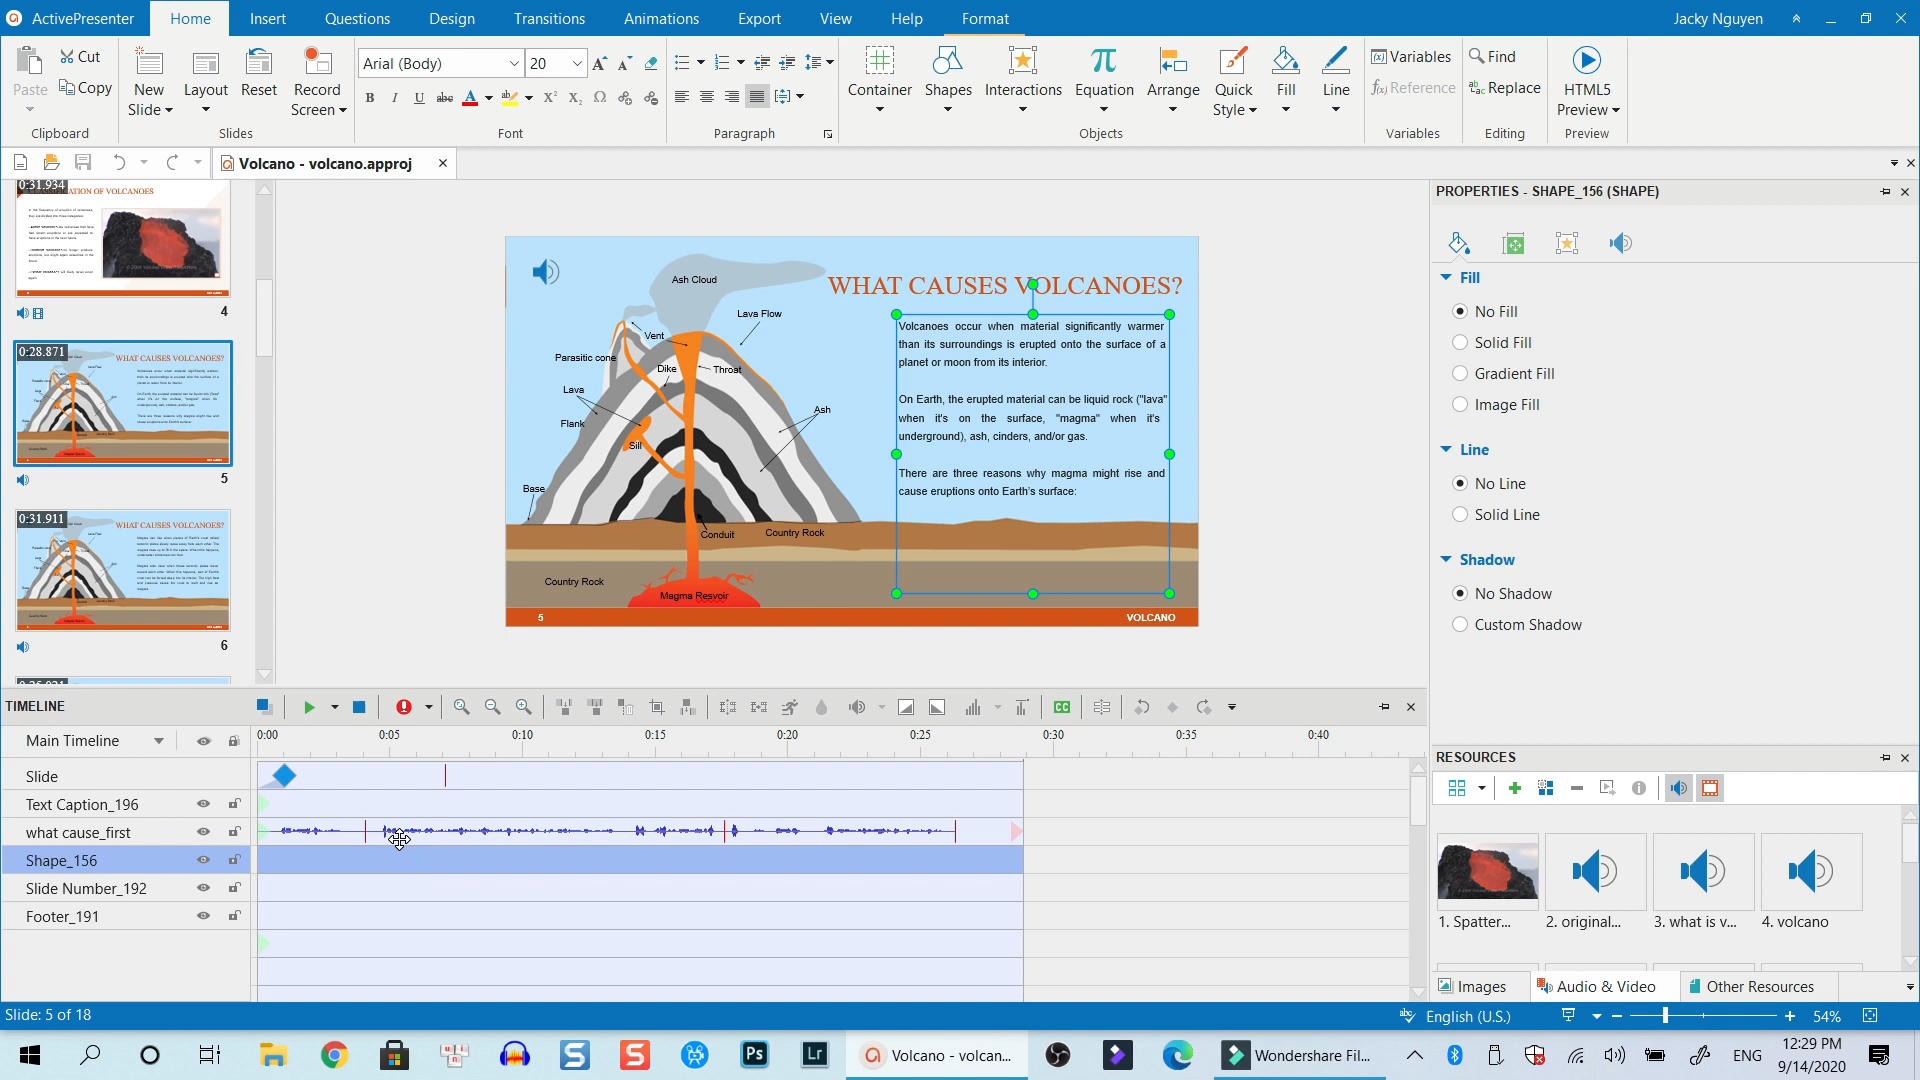 ActivePresenter
Home
Insert
Questions
Design
Transitions
Animations
Export
View
Help
Format
Jacky Nguyen
Paste
Cut
Copy
Clipboard
New
Slide
Layout
Reset
Record
Screen
Slides
Arial (Body)
20
Font
Paragraph
Container
Shapes
Interactions
Equation
Arrange
Quick
Style
Fill
Line
Objects
Variables
Reference
Variables
Find
Replace
Editing
HTML5
Preview
Preview
Volcano - volcano.approj
0:31.934
ATION OF VOLCANOES
4
0:28.871
WHAT CAUSES VOLCANOES?
5
0:31.911
WHAT CAUSES VOLCANOES?
6
Ash Cloud
WHAT CAUSES VOLCANOES?
Lava Flow
Vent
Parasitic cone
Dike
Throat
Lava
Ash
Flank
Sill
Base
Conduit
Country Rock
Country Rock
Magma Resvoir
Volcanoes occur when material significantly warmer
than its surroundings is erupted onto the surface of a
planet or moon from its interior.
On Earth, the erupted material can be liquid rock ("lava"
when it's on the surface, "magma" when it's
underground), ash, cinders, and/or gas.
There are three reasons why magma might rise and
cause eruptions onto Earth's surface:
5
VOLCANO
PROPERTIES - SHAPE_156 (SHAPE)
Fill
No Fill
Solid Fill
Gradient Fill
Image Fill
Line
No Line
Solid Line
Shadow
No Shadow
Custom Shadow
TIMELINE
CC
Main Timeline
0:00
0:05
0:10
0:15
0:20
0:25
0:30
0:35
0:40
Slide
Text Caption_196
what cause_first
Shape_156
Slide Number_192
Footer_191
RESOURCES
1. Spatter...
2. original...
3. what is v...
4. volcano
Images
Audio & Video
Other Resources
Slide: 5 of 18
English (U.S.)
54%
Ps
Lr
Volcano - volcan...
Wondershare Fil...
ENG
12:29 PM
9/14/2020